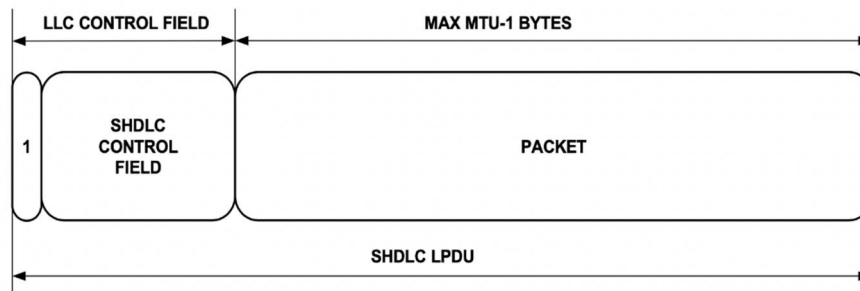 LLC CONTROL FIELD
MAX MTU-1 BYTES
1
SHDLC
CONTROL
FIELD
PACKET
SHDLC LPDU